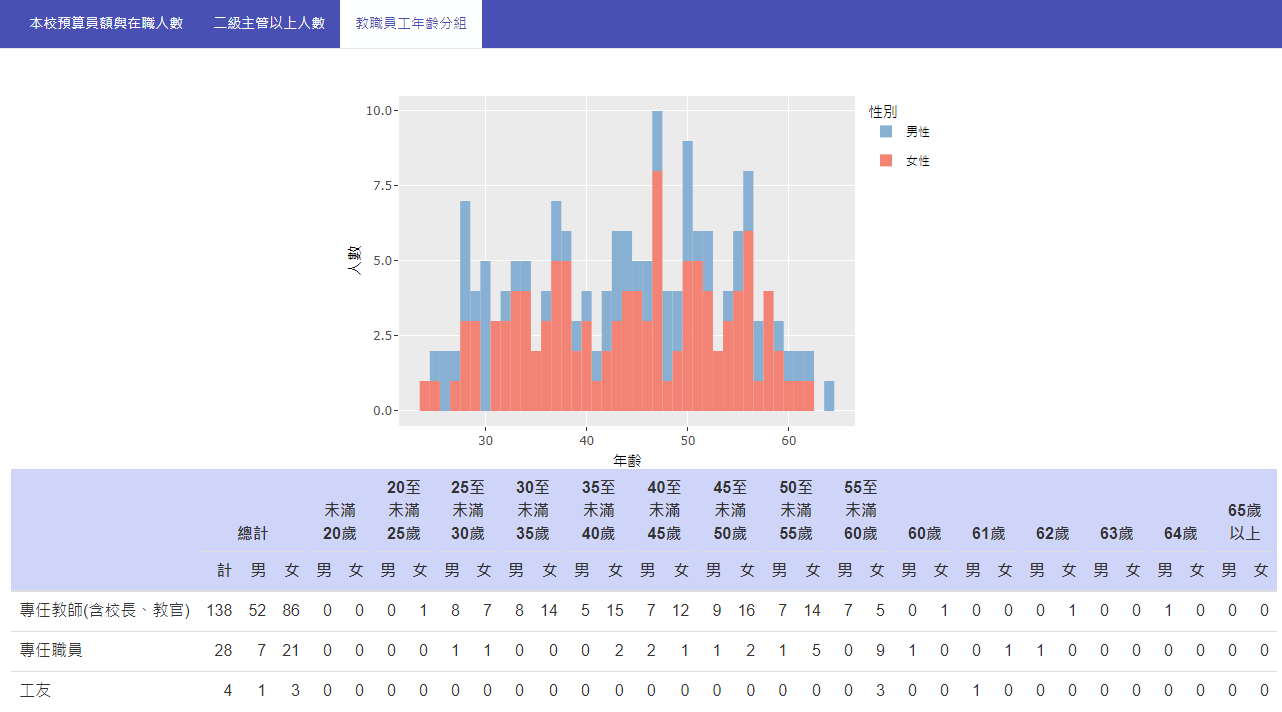 本校預算員額與在職人數 二級主管以上人數 教職員工年齡分組
10.0
7.5
5.0
2.5
0.0
人數
30 40 50 60
年齡
性別
男性
女性
總計 未滿20歲 20至未滿25歲 25至未滿30歲 30至未滿35歲 35至未滿40歲 40至未滿45歲 45至未滿50歲 50至未滿55歲 55至未滿60歲 60歲 61歲 62歲 63歲 64歲 65歲以上
計 男 女 男 女 男 女 男 女 男 女 男 女 男 女 男 女 男 女 男 女 男 女 男 女 男 女 男 女 男 女 男 女
專任教師(含校長、教官) 138 52 86 0 0 0 1 8 7 8 14 5 15 7 12 9 16 7 14 7 5 0 1 0 0 0 1 0 0 1 0 0 0
專任職員 28 7 21 0 0 0 0 1 1 0 0 0 2 2 1 1 2 1 5 0 9 1 0 0 1 1 0 0 0 0 0 0 0
工友 4 1 3 0 0 0 0 0 0 0 0 0 0 0 0 0 0 0 0 0 3 0 0 1 0 0 0 0 0 0 0 0 0